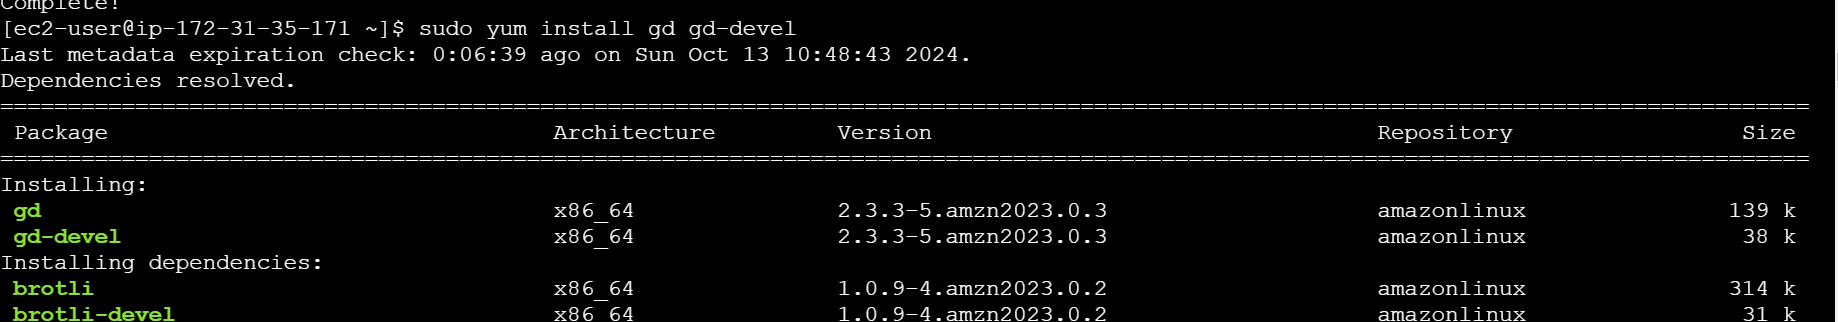 Complete!
[ec2-user@ip-172-31-35-171 ~]$ sudo yum install gd gd-devel
Last metadata expiration check: 0:06:39 ago on Sun Oct 13 10:48:43 2024.
Dependencies resolved.
================================================================================
Package Architecture Version Repository Size
================================================================================
Installing:
gd x86_64 2.3.3-5.amzn2023.0.3 amazonlinux 139 k
gd-devel x86_64 2.3.3-5.amzn2023.0.3 amazonlinux 38 k
Installing dependencies:
brotli x86_64 1.0.9-4.amzn2023.0.2 amazonlinux 314 k
brotli-devel x86_64 1.0.9-4.amzn2023.0.2 amazonlinux 31 k